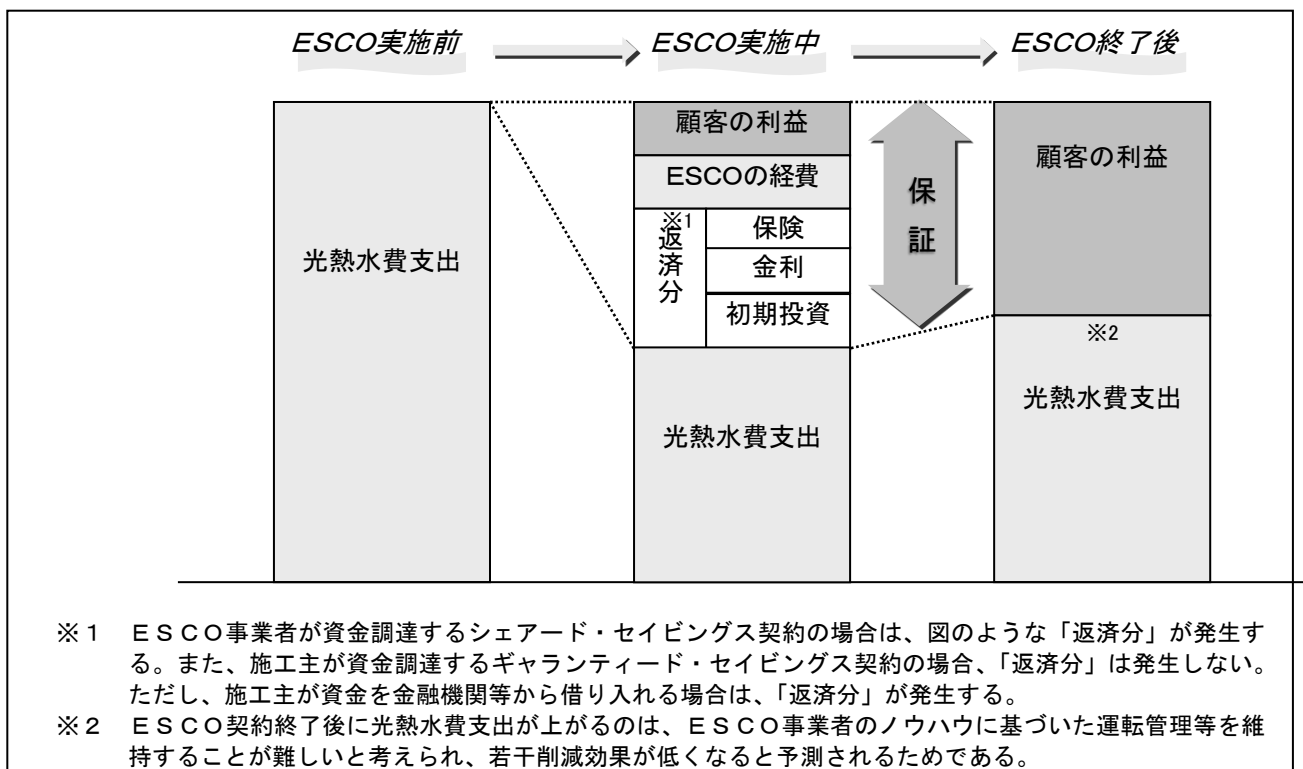 ESCO実施前
ESCO実施中
ESCO終了後
光熱水費支出
顧客の利益
ESCOの経費
※1
返済分
保険
金利
初期投資
光熱水費支出
保証
顧客の利益
※2
光熱水費支出
※１　ＥＳＣＯ事業者が資金調達するシェアード・セイビングス契約の場合は、図のような「返済分」が発生す
る。また、施工主が資金調達するギャランティード・セイビングス契約の場合、「返済分」は発生しない。
ただし、施工主が資金を金融機関等から借り入れる場合は、「返済分」が発生する。
※２　ＥＳＣＯ契約終了後に光熱水費支出が上がるのは、ＥＳＣＯ事業者のノウハウに基づいた運転管理等を維
持することが難しいと考えられ、若干削減効果が低くなると予測されるためである。